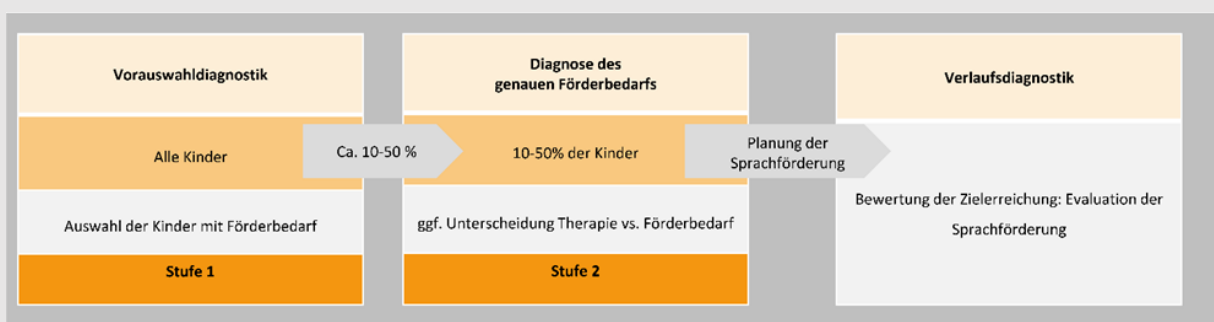 Vorauswahldiagnostik
Alle Kinder
Auswahl der Kinder mit Förderbedarf
Stufe 1
Ca. 10-50 %
Diagnose des
genauen Förderbedarfs
10-50% der Kinder
ggf. Unterscheidung Therapie vs. Förderbedarf
Stufe 2
Planung der
Sprachförderung
Verlaufsdiagnostik
Bewertung der Zielerreichung: Evaluation der
Sprachförderung